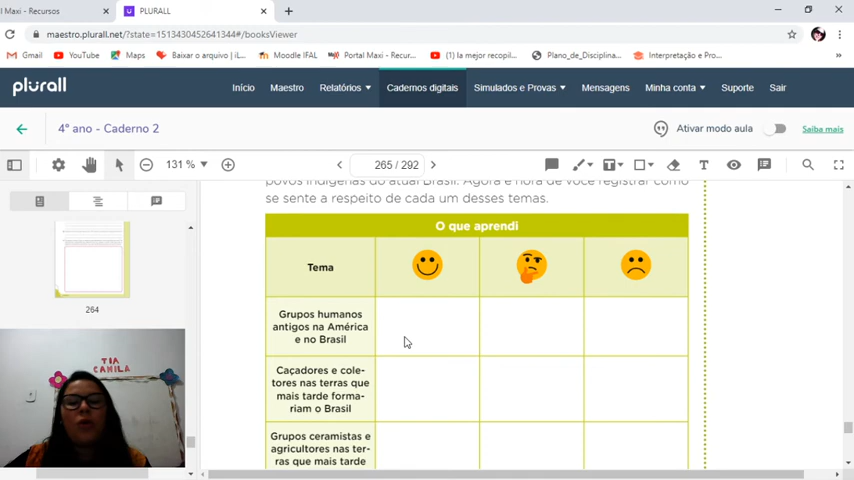 l Maxi - Recursos
PLURALL
maestro.plurall.net/?state=1513430452641344#/booksViewer
Gmail
YouTube
Maps
Baixar o arquivo | iL...
Moodle IFAL
Portal Maxi - Recur...
(1) la mejor recopil...
Plano_de_Disciplina...
Interpretação e Pro...
plurall
Início
Maestro
Relatórios
Cadernos digitais
Simulados e Provas
Mensagens
Minha conta
Suporte
Sair
4º ano - Caderno 2
Ativar modo aula
Saiba mais
131 %
265 / 292
264
povos indígenas do atual Brasil. Agora é hora de você registrar como
se sente a respeito de cada um desses temas.
O que aprendi
Tema
Grupos humanos
antigos na América
e no Brasil
Caçadores e cole-
tores nas terras que
mais tarde forma-
riam o Brasil
Grupos ceramistas e
agricultores nas ter-
ras que mais tarde
TIA
CAMILA